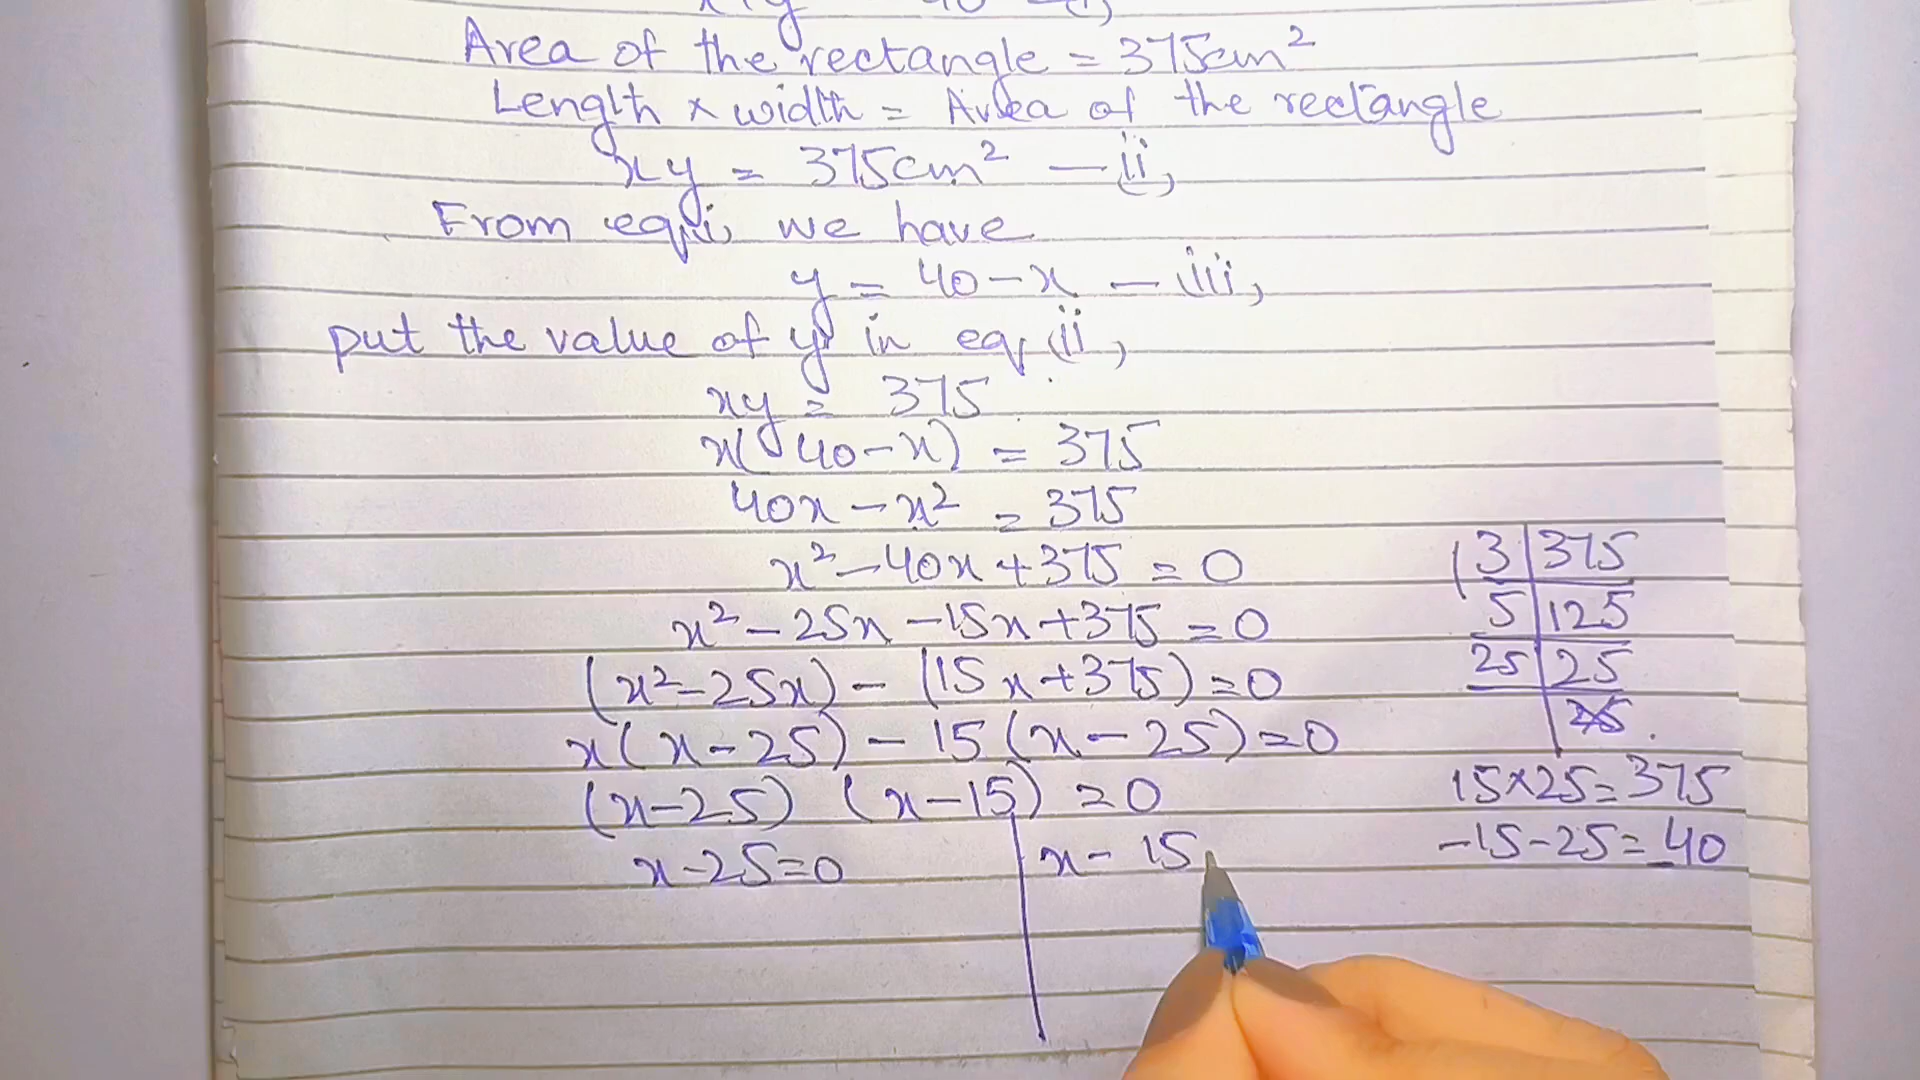 Area of the rectangle = 375cm²
Length × width = Area of the rectangle
xy = 375cm² — ii,
From eq i, we have
y = 40 - x — iii,
put the value of y in eq ii,
xy = 375
x(40 - x) = 375
40x - x² = 375
x² - 40x + 375 = 0
x² - 25x - 15x + 375 = 0
(x² - 25x) - (15x + 375) = 0
x(x - 25) - 15(x - 25) = 0
(x - 25) (x - 15) = 0
x - 25 = 0 | x - 15
3 | 375
5 | 125
25 | 25
15×25 = 375
-15-25 = -40